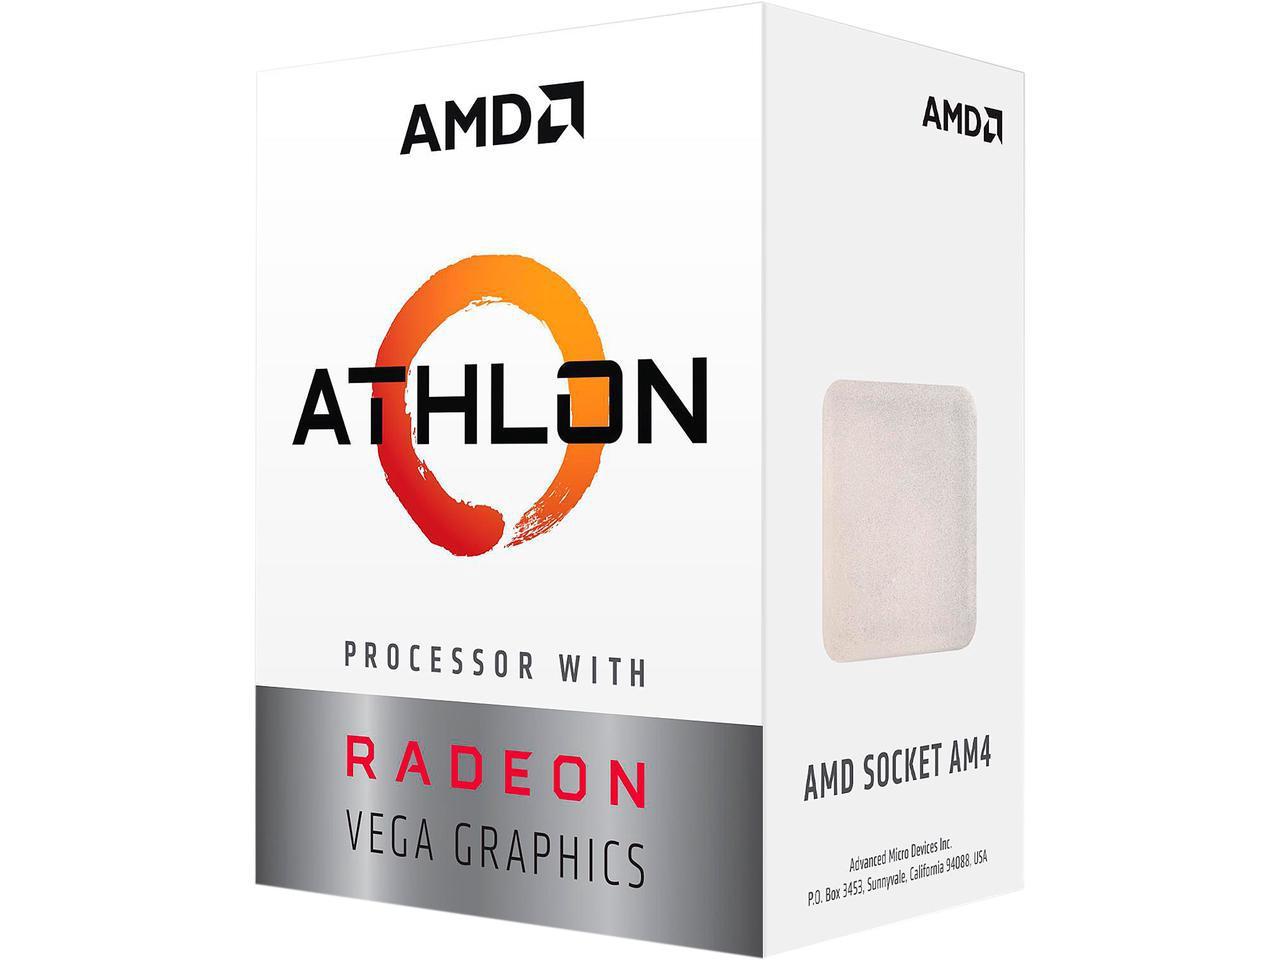 AMD
ATHLON
PROCESSOR WITH
RADEON
VEGA GRAPHICS
AMD
AMD SOCKET AM4
Advanced Micro Devices Inc.
P.O. Box 3453, Sunnyvale, California 94088, USA